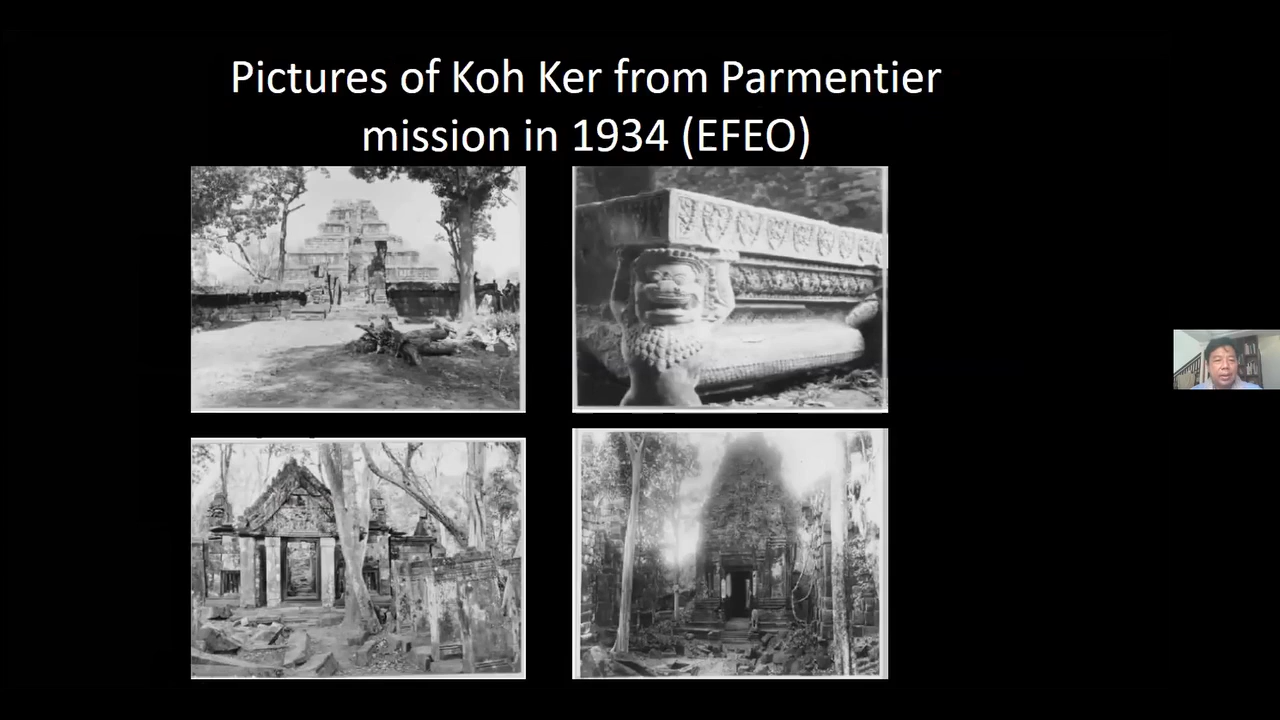 Pictures of Koh Ker from Parmentier
mission in 1934 (EFEO)